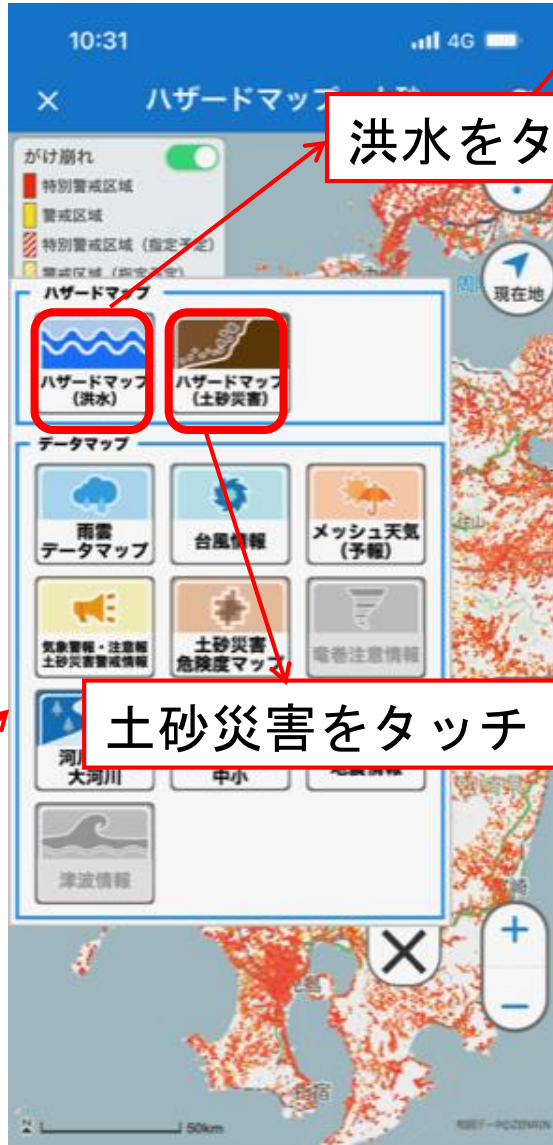 10:31
4G
ハザードマップ
洪水をタ
がけ崩れ
特別警戒区域
警戒区域
特別警戒区域（指定予定）
警戒区域
現在地
ハザードマップ
ハザードマップ
（洪水）
ハザードマップ
（土砂災害）
データマップ
雨雲
データマップ
台風情報
メッシュ天気
（予報）
気象警報・注意報
土砂災害警戒情報
土砂災害
危険度マップ
竜巻注意情報
土砂災害をタッチ
大河川
中小
津波情報
50km